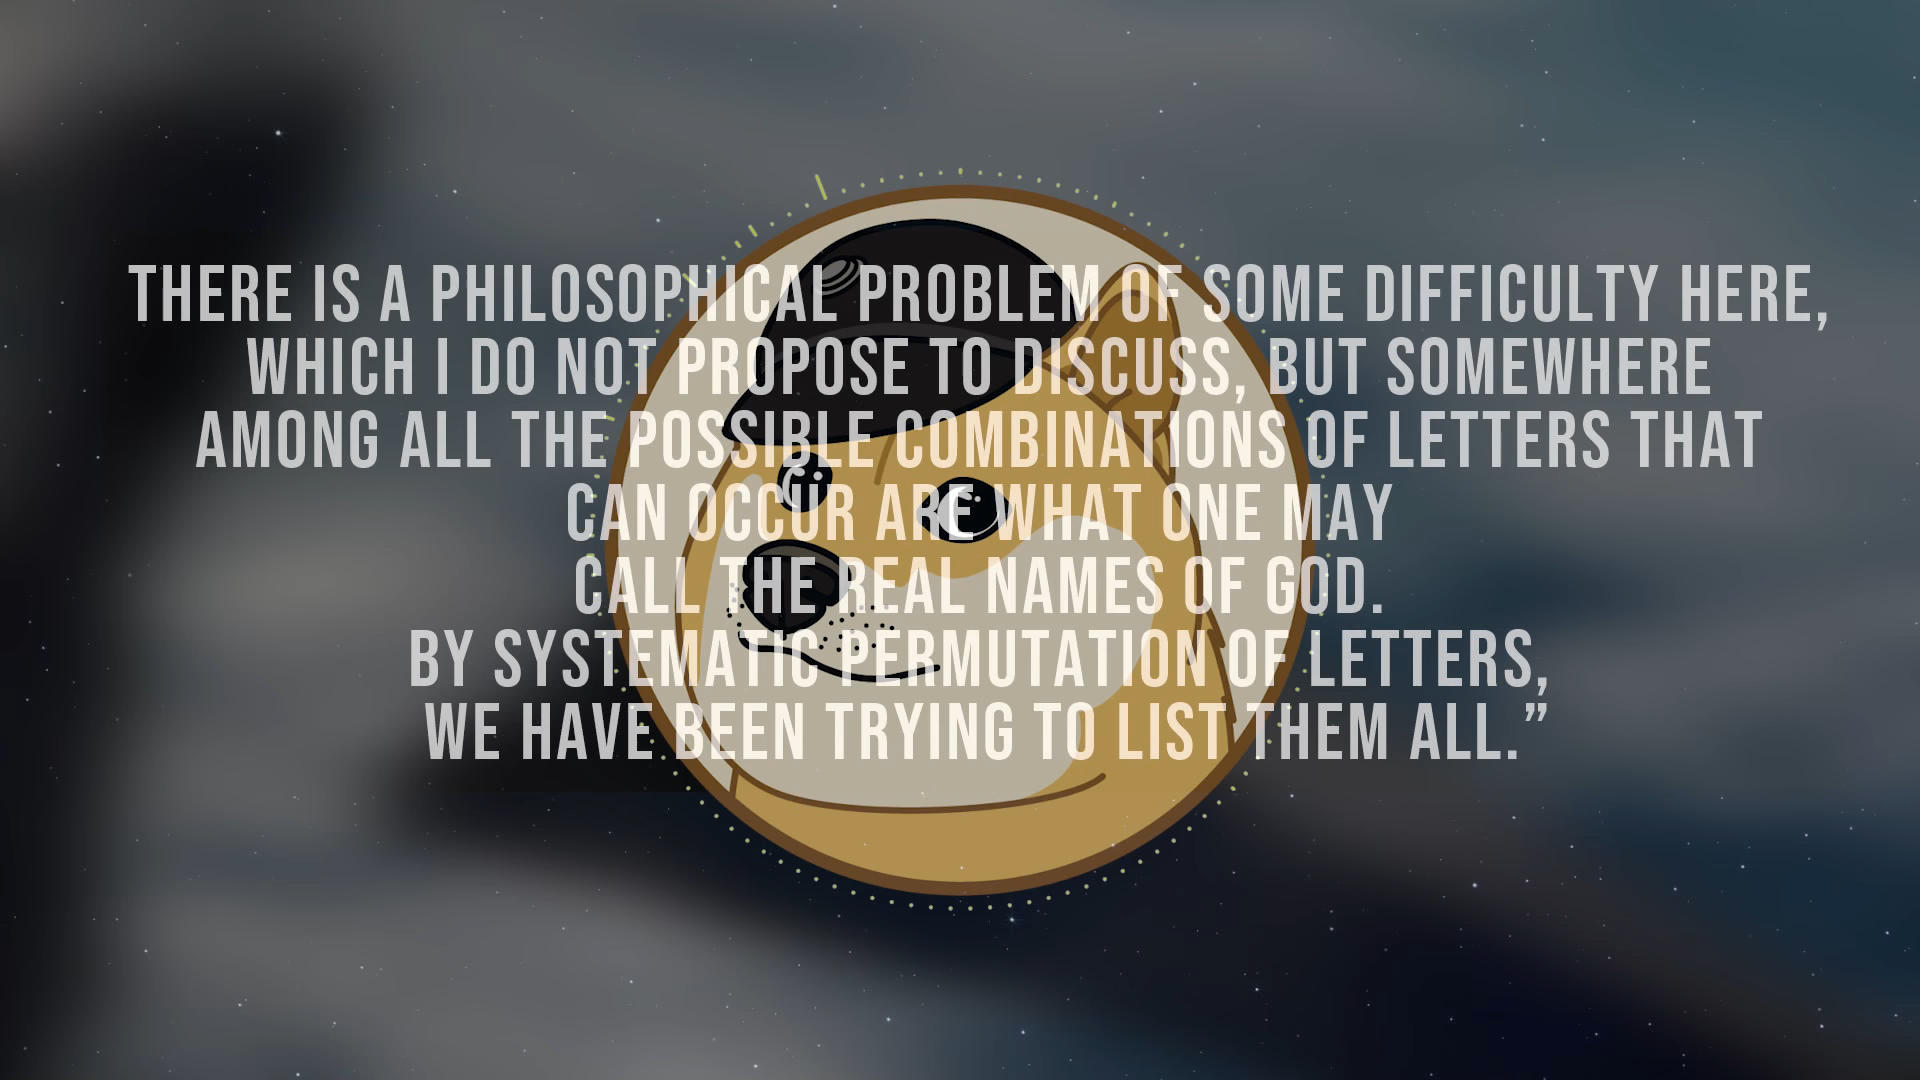 THERE IS A PHILOSOPHICAL PROBLEM OF SOME DIFFICULTY HERE,
WHICH I DO NOT PROPOSE TO DISCUSS, BUT SOMEWHERE
AMONG ALL THE POSSIBLE COMBINATIONS OF LETTERS THAT
CAN OCCUR ARE WHAT ONE MAY
CALL THE REAL NAMES OF GOD.
BY SYSTEMATIC PERMUTATION OF LETTERS,
WE HAVE BEEN TRYING TO LIST THEM ALL.”